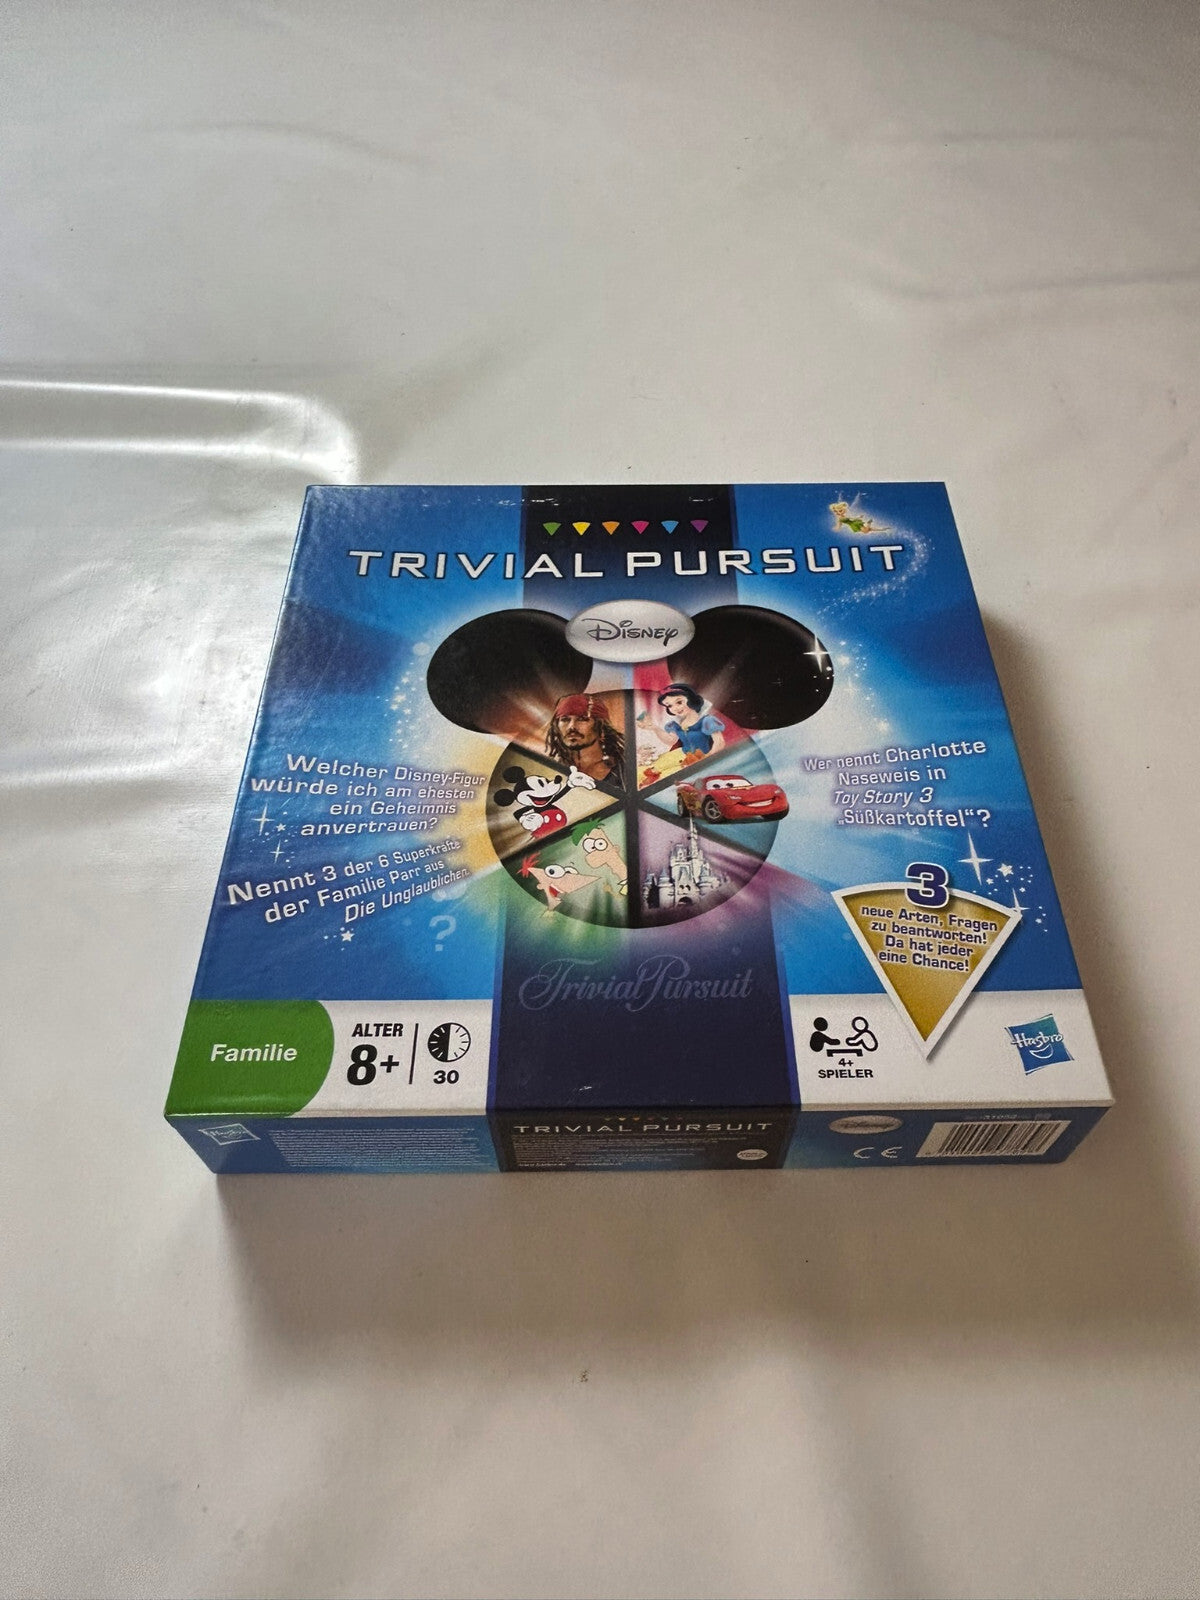 TRIVIAL PURSUIT
Disney
Welcher Disney-Figur
würde ich am ehesten
ein Geheimnis
anvertrauen?
Nennt 3 der 6 Superkräfte
der Familie Parr aus
Die Unglaublichen.
?
Wer nennt Charlotte
Naseweis in
Toy Story 3
„Süßkartoffel“?
3
neue Arten, Fragen
zu beantworten!
Da hat jeder
eine Chance!
Trivial Pursuit
Familie
ALTER
8+
30
4+
SPIELER
Hasbro
Hasbro
TRIVIAL PURSUIT
Disney
CE